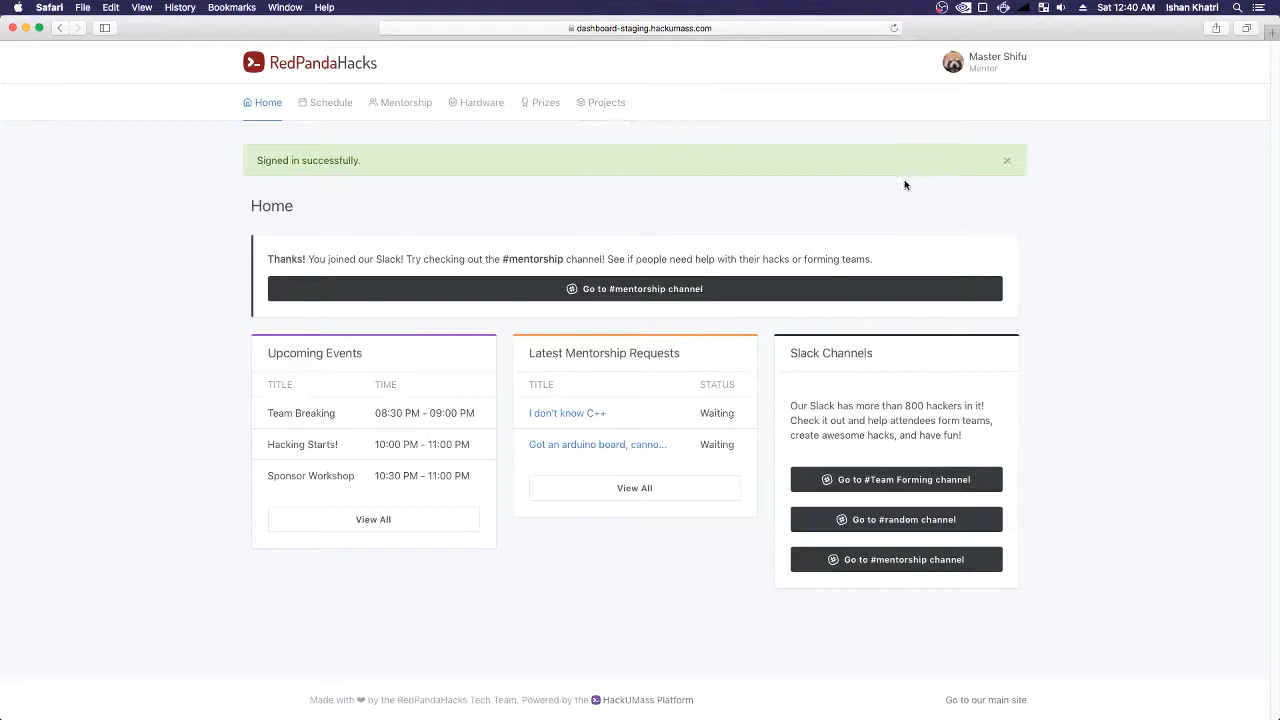 Safari File Edit View History Bookmarks Window Help Sat 12:40 AM Ishan Khatri
dashboard-staging.hackumass.com
RedPandaHacks
Master Shifu
Mentor
Home Schedule Mentorship Hardware Prizes Projects
Signed in successfully.
Home
Thanks! You joined our Slack! Try checking out the #mentorship channel! See if people need help with their hacks or forming teams.
Go to #mentorship channel
Upcoming Events
TITLE TIME
Team Breaking 08:30 PM - 09:00 PM
Hacking Starts! 10:00 PM - 11:00 PM
Sponsor Workshop 10:30 PM - 11:00 PM
View All
Latest Mentorship Requests
TITLE STATUS
I don't know C++ Waiting
Got an arduino board, canno... Waiting
View All
Slack Channels
Our Slack has more than 800 hackers in it!
Check it out and help attendees form teams,
create awesome hacks, and have fun!
Go to #Team Forming channel
Go to #random channel
Go to #mentorship channel
Made with ❤ by the RedPandaHacks Tech Team. Powered by the HackUMass Platform
Go to our main site